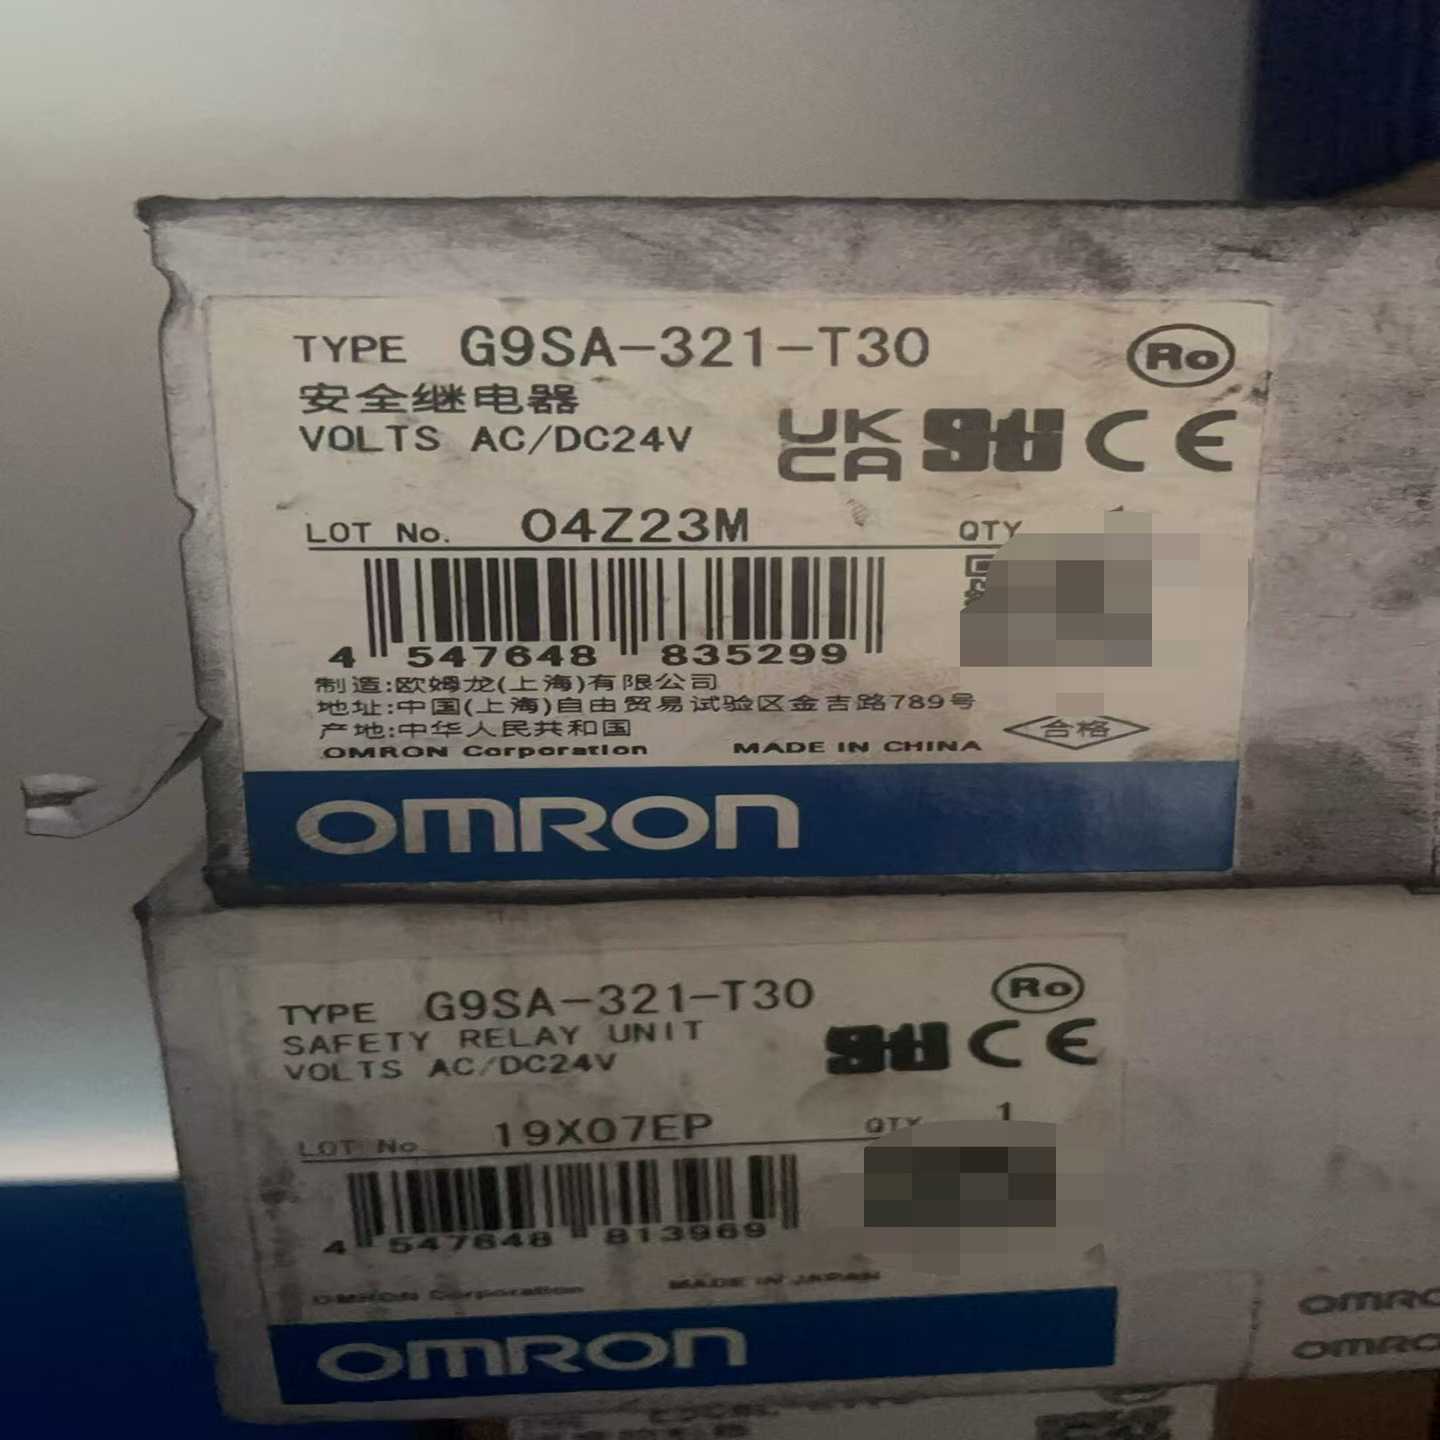 TYPE G9SA-321-T30
Ro
安全继电器
VOLTS AC/DC24V
UK
CA
CE
LOT No. 04Z23M
QTY
4 547648 835299
制造:欧姆龙(上海)有限公司
地址:中国(上海)自由贸易试验区金吉路789号
产地:中华人民共和国
合格
OMRON Corporation MADE IN CHINA
OMRON
TYPE G9SA-321-T30
Ro
SAFETY RELAY UNIT
VOLTS AC/DC24V
CE
LOT No. 19X07EP
QTY 1
4 547648 813969
OMRON Corporation MADE IN JAPAN
OMRON
OMRO
OMRO